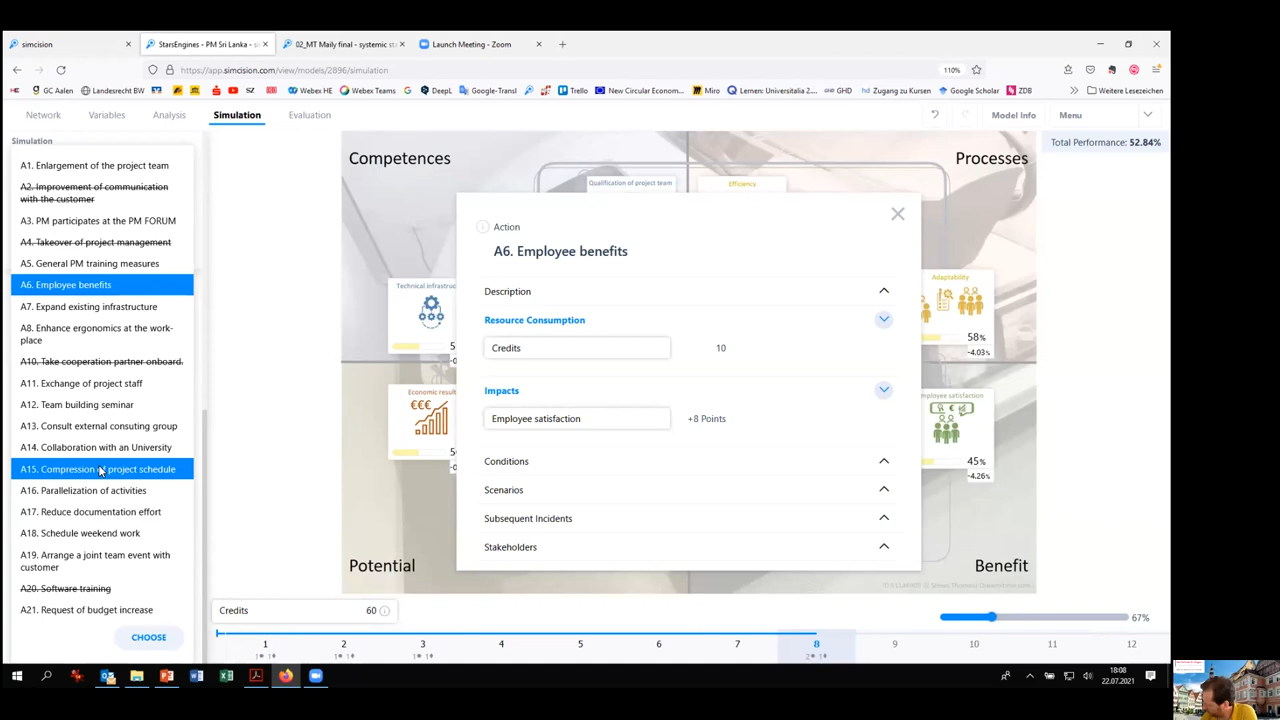 simcision
StarsEngines - PM Sri Lanka - si
02_MT Maily final - systemic st
Launch Meeting - Zoom
https://app.simcision.com/view/models/2896/simulation
110%
HE
GC Aalen
Landesrecht BW
Webex HE
Webex Teams
DeepL
Google-Transl
Trello
New Circular Econom...
Miro
Lernen: Universitalia 2...
GHD
Zugang zu Kursen
Google Scholar
ZDB
Weitere Lesezeichen
Network
Variables
Analysis
Simulation
Evaluation
Model Info
Menu
Simulation
Total Performance: 52.84%
A1. Enlargement of the project team
A2. Improvement of communication
with the customer
A3. PM participates at the PM FORUM
A4. Takeover of project management
A5. General PM training measures
A6. Employee benefits
A7. Expand existing infrastructure
A8. Enhance ergonomics at the work-
place
A10. Take cooperation partner onboard.
A11. Exchange of project staff
A12. Team building seminar
A13. Consult external consuting group
A14. Collaboration with an University
A15. Compression of project schedule
A16. Parallelization of activities
A17. Reduce documentation effort
A18. Schedule weekend work
A19. Arrange a joint team event with
customer
A20. Software training
A21. Request of budget increase
CHOOSE
Competences
Processes
Qualification of project team
Efficiency
Technical infrastruc
Adaptability
58%
-4.03%
Economic result
€€€
employee satisfaction
45%
-4.26%
Potential
Benefit
Action
A6. Employee benefits
Description
Resource Consumption
Credits
10
Impacts
Employee satisfaction
+8 Points
Conditions
Scenarios
Subsequent Incidents
Stakeholders
Credits
60
67%
1
2
3
4
5
6
7
8
9
10
11
12
18:08
22.07.2021